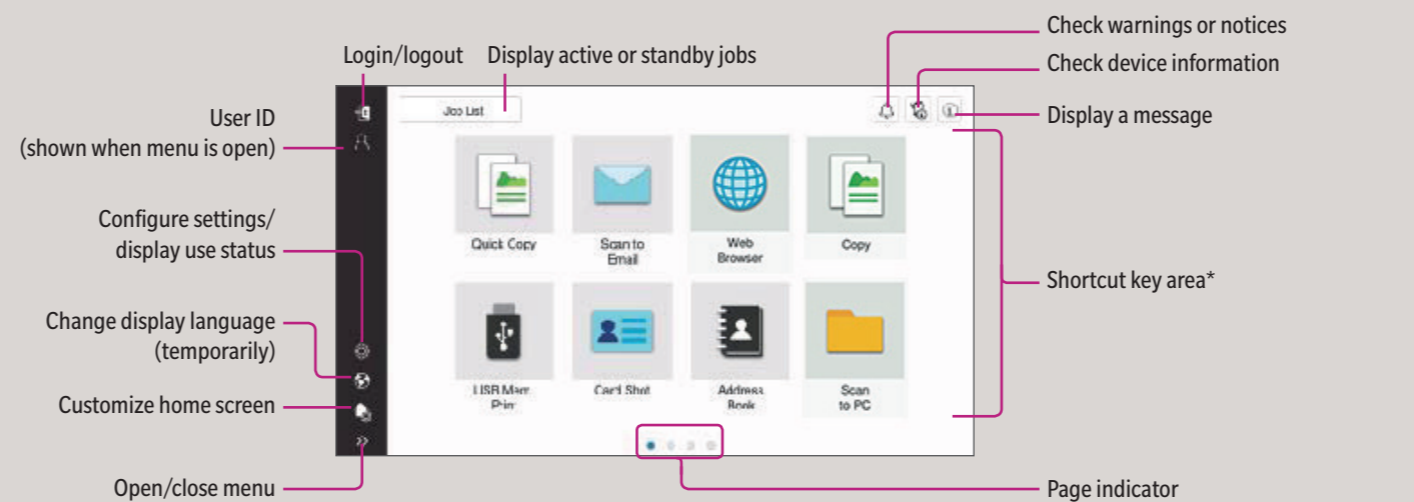 Check warnings or notices
Login/logout
Display active or standby jobs
Check device information
Job List
Display a message
User ID
(shown when menu is open)
Configure settings/
display use status
Quick Copy
Scan to
Email
Web
Browser
Copy
Shortcut key area*
Change display language
(temporarily)
Customize home screen
USB Mem
Print
Card Shot
Address
Book
Scan
to PC
Open/close menu
Page indicator